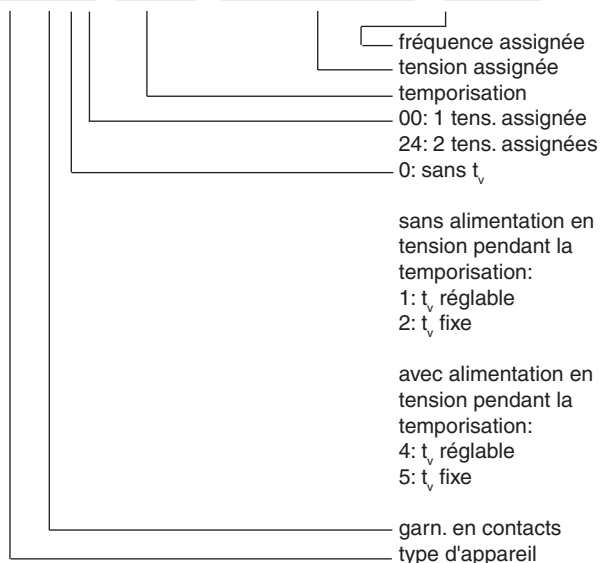 fréquence assignée
tension assignée
temporisation
00: 1 tens. assignée
24: 2 tens. assignées
0: sans tv
sans alimentation en
tension pendant la
temporisation:
1: tv réglable
2: tv fixe
avec alimentation en
tension pendant la
temporisation:
4: tv réglable
5: tv fixe
garn. en contacts
type d'appareil